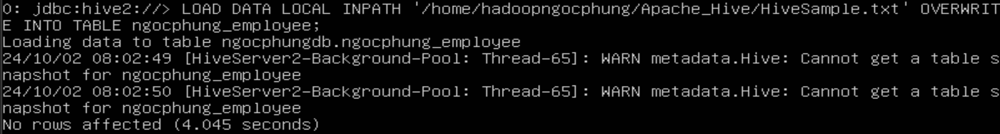 0: jdbc:hive2://> LOAD DATA LOCAL INPATH '/home/hadoopngocphung/Apache_Hive/HiveSample.txt' OVERWRIT
E INTO TABLE ngocphung_employee;
Loading data to table ngocphungdb.ngocphung_employee
24/10/02 08:02:49 [HiveServer2-Background-Pool: Thread-65]: WARN metadata.Hive: Cannot get a table s
napshot for ngocphung_employee
24/10/02 08:02:50 [HiveServer2-Background-Pool: Thread-65]: WARN metadata.Hive: Cannot get a table s
napshot for ngocphung_employee
No rows affected (4.045 seconds)